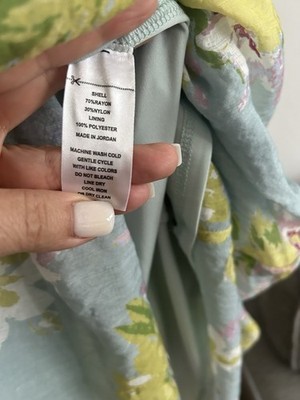 SHELL
70%RAYON
30%NYLON
LINING
100% POLYESTER
MADE IN JORDAN
MACHINE WASH COLD
GENTLE CYCLE
WITH LIKE COLORS
DO NOT BLEACH
LINE DRY
COOL IRON
OR DRY CLEAN